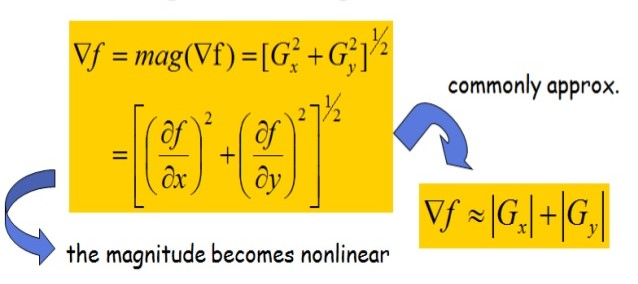 ∇f = mag(∇f) = [G_x^2 + G_y^2]^{1/2}
= [(∂f/∂x)^2 + (∂f/∂y)^2]^{1/2}
commonly approx.
∇f ≈ |G_x| + |G_y|
the magnitude becomes nonlinear